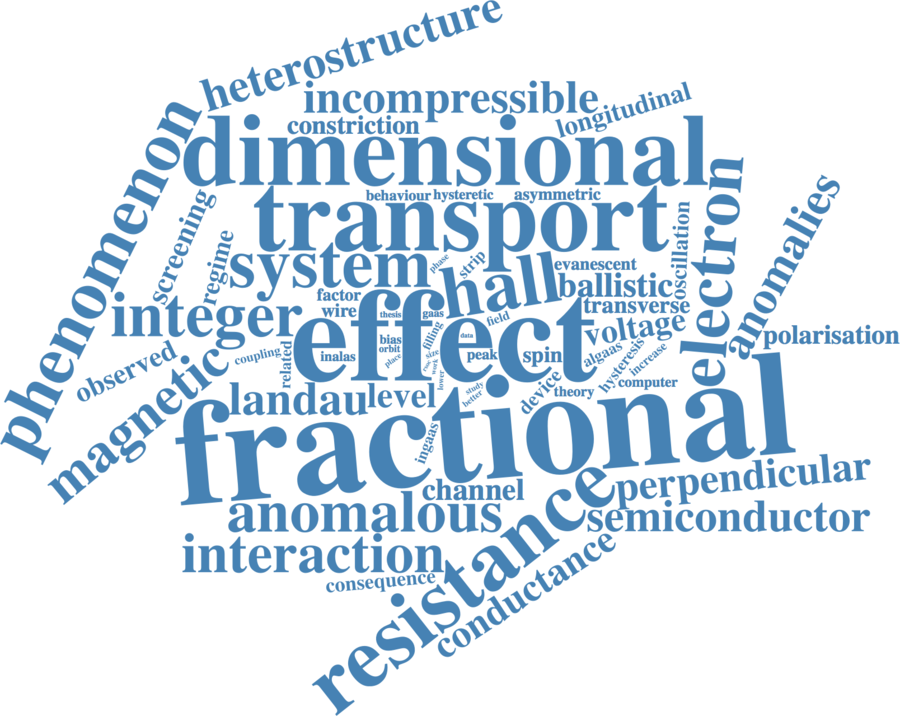 heterostructure
incompressible
longitudinal
constriction
dimensional
phenomenon
behaviour
hysteretic
asymmetric
transport
electron
anomalies
screening
regime
oscillation
system
phase
strip
hall
evanescent
ballistic
factor
transverse
integer
wire
thesis
gaas
field
voltage
effect
filling
data
polarisation
observed
coupling
related
inalas
bias
orbit
place
size
work
lower
peak
spin
algaas
hysteresis
increase
magnetic
landau
level
study
better
device
theory
computer
fractional
ingaas
channel
perpendicular
anomalous
resistance
semiconductor
interaction
consequence
conductance